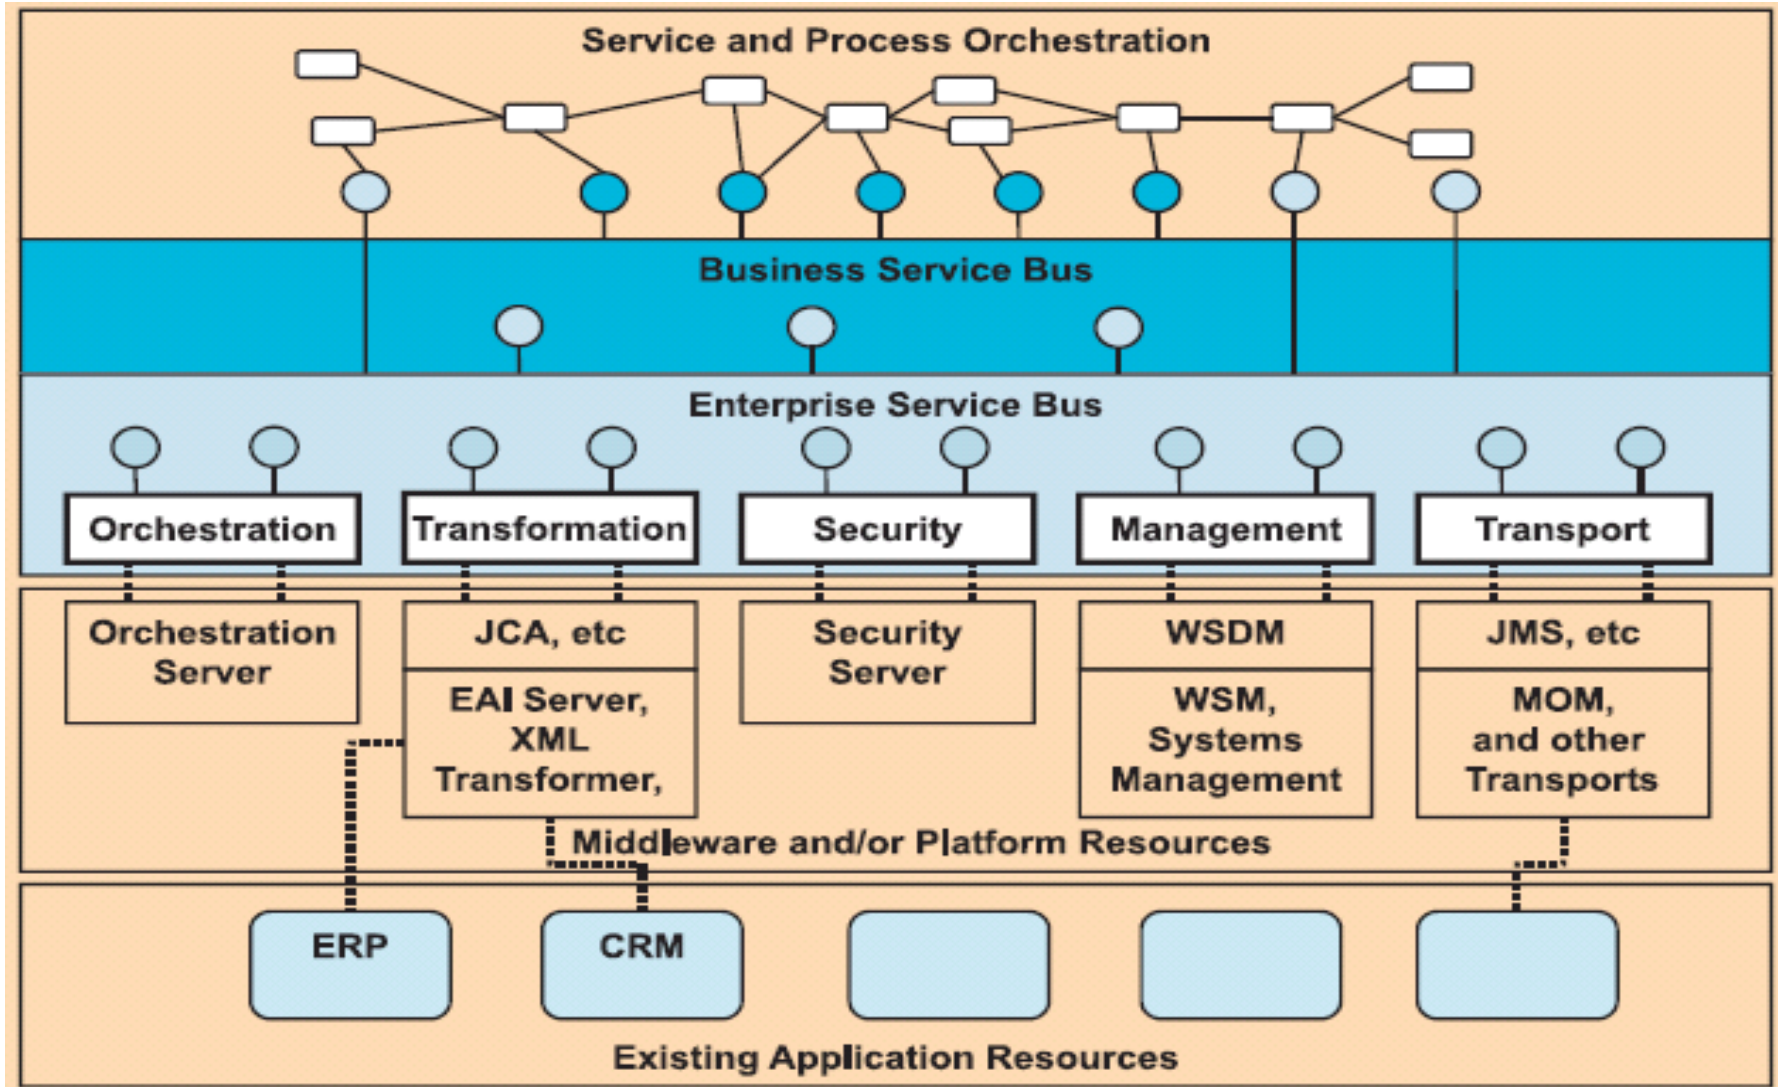 Service and Process Orchestration
Business Service Bus
Enterprise Service Bus
Orchestration
Transformation
Security
Management
Transport
Orchestration
Server
JCA, etc
EAI Server,
XML
Transformer,
Security
Server
WSDM
WSM,
Systems
Management
JMS, etc
MOM,
and other
Transports
Middleware and/or Platform Resources
ERP
CRM
Existing Application Resources